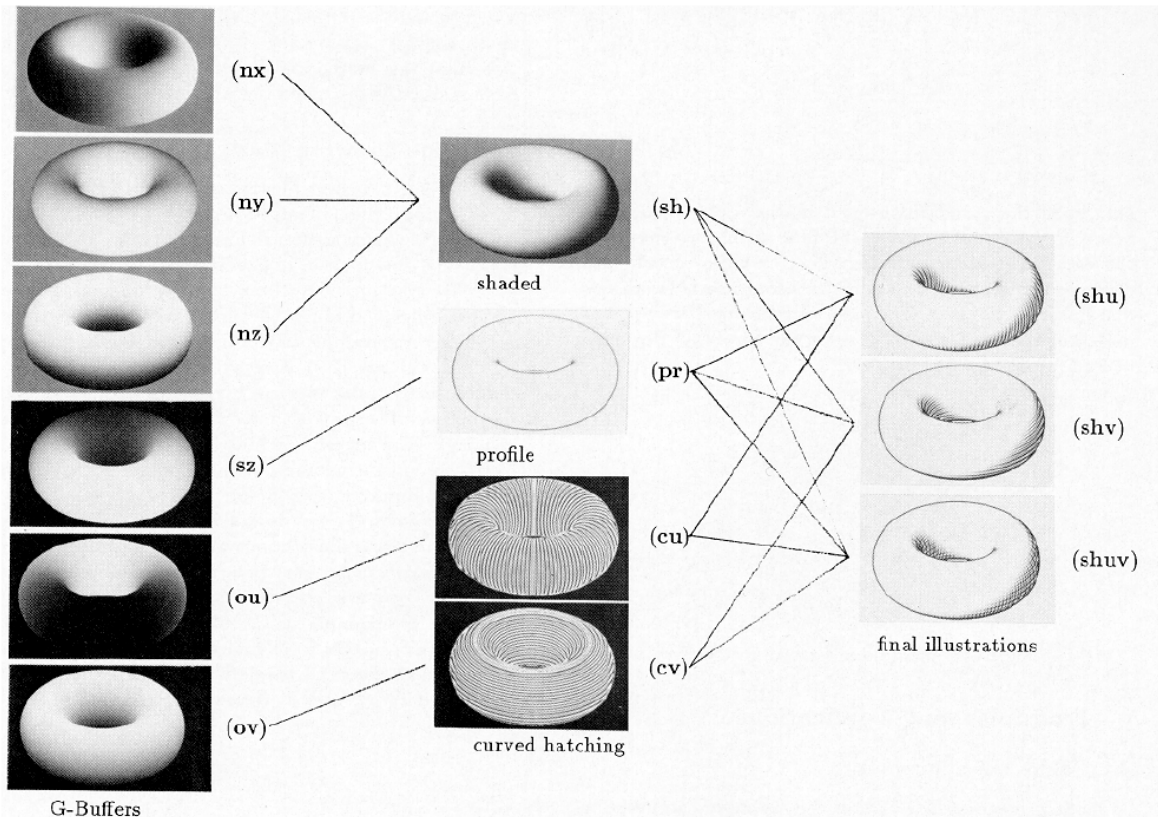 (nx)
(ny)
(nz)
(sz)
(ou)
(ov)
G-Buffers
shaded
profile
curved hatching
(sh)
(pr)
(cu)
(cv)
(shu)
(shv)
(shuv)
final illustrations